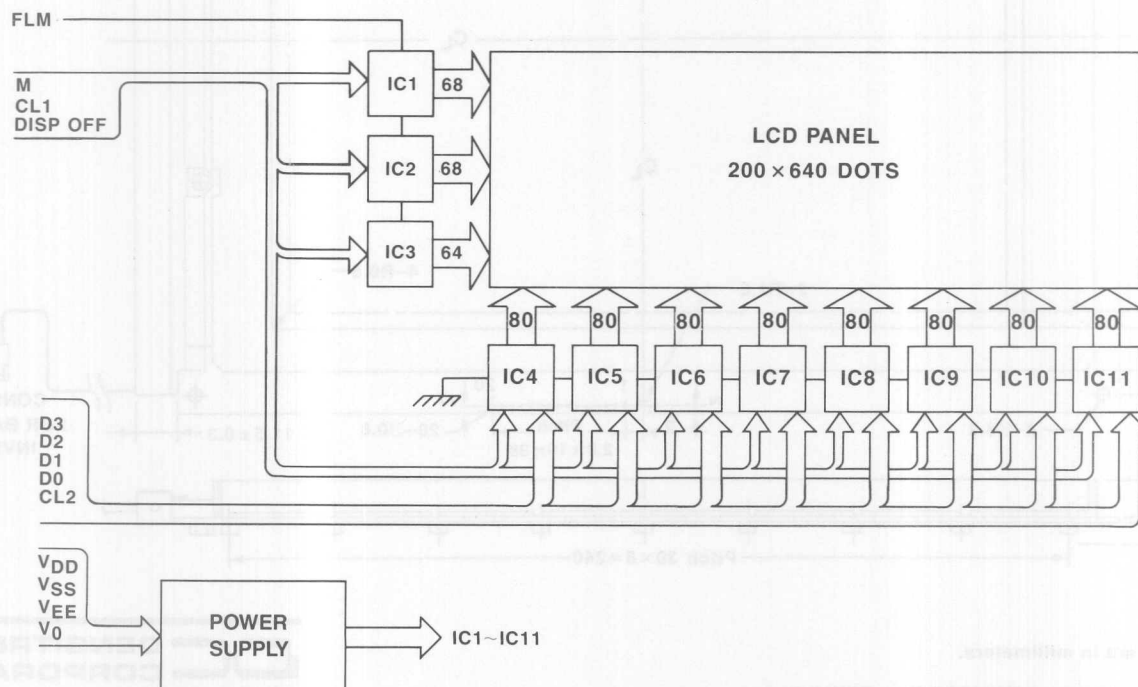 FLM
M
CL1
DISP OFF
IC1
68
IC2
68
IC3
64
LCD PANEL
200 × 640 DOTS
80
80
80
80
80
80
80
80
IC4
IC5
IC6
IC7
IC8
IC9
IC10
IC11
D3
D2
D1
D0
CL2
VDD
VSS
VEE
V0
POWER
SUPPLY
IC1~IC11